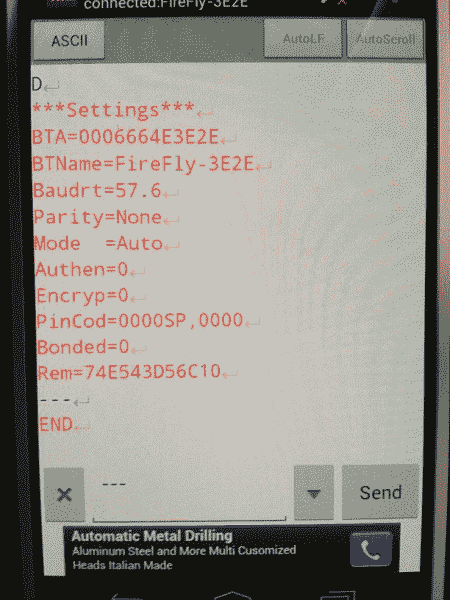 connected:FireFly-3E2E
ASCII
AutoLF
AutoScroll
D
***Settings***
BTA=0006664E3E2E
BTName=FireFly-3E2E
Baudrt=57.6
Parity=None
Mode  =Auto
Authen=0
Encryp=0
PinCod=0000SP,0000
Bonded=0
Rem=74E543D56C10
---
END
---
Send
Automatic Metal Drilling
Aluminum Steel and More Multi Cusomized
Heads Italian Made